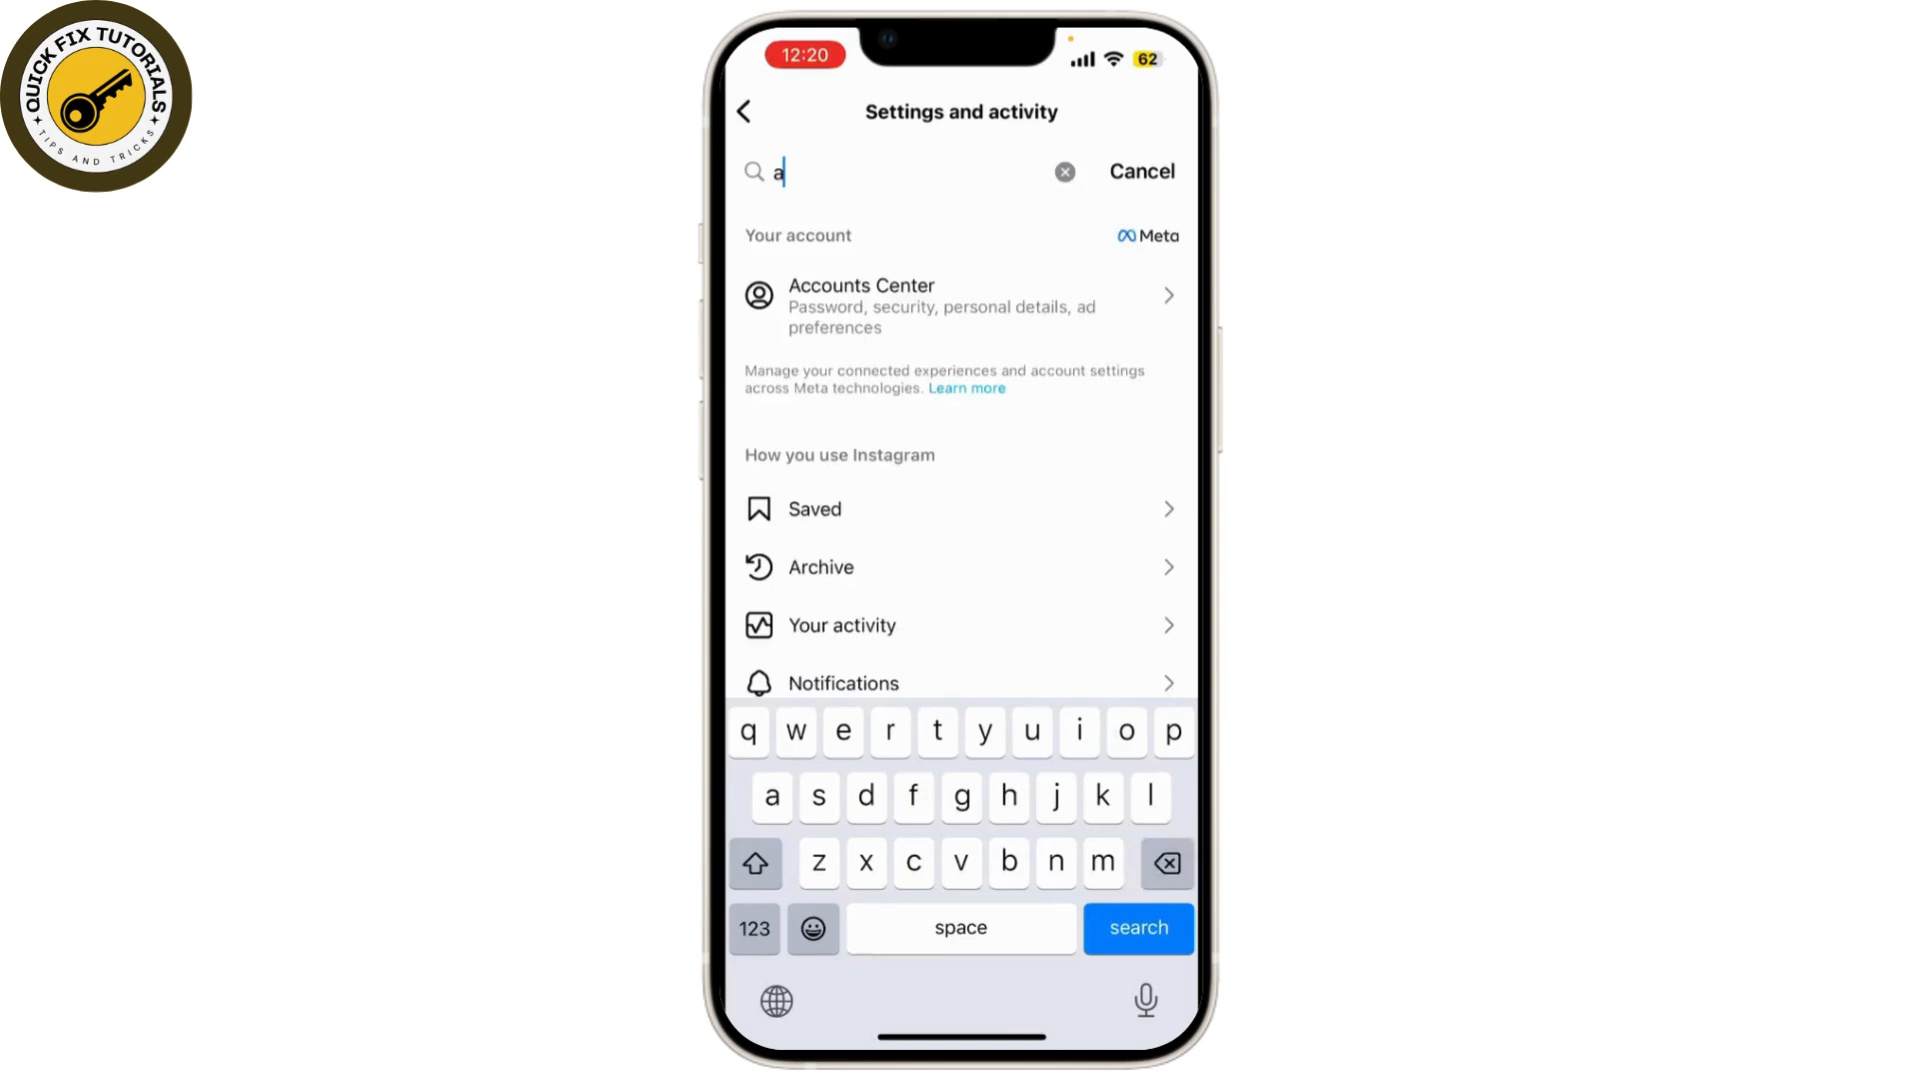 QUICK FIX TUTORIALS
TIPS AND TRICKS
12:20
62
Settings and activity
a
Cancel
Your account
Meta
Accounts Center
Password, security, personal details, ad
preferences
Manage your connected experiences and account settings
across Meta technologies. Learn more
How you use Instagram
Saved
Archive
Your activity
Notifications
q w e r t y u i o p
a s d f g h j k l
z x c v b n m
123 space search